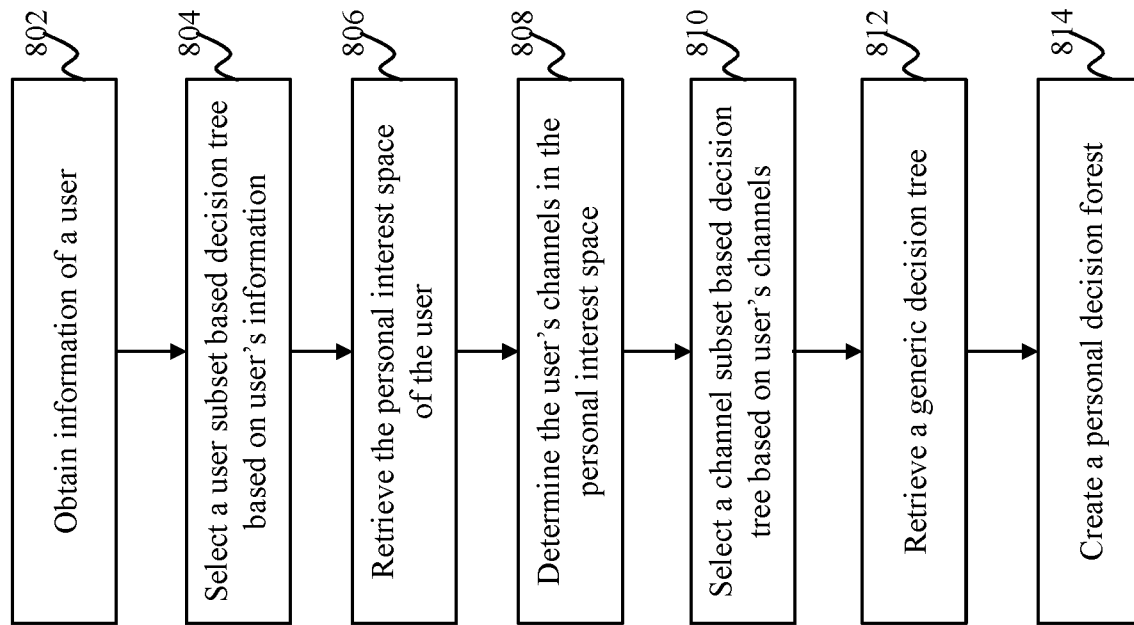 802
Obtain information of a user
804
Select a user subset based decision tree
based on user's information
806
Retrieve the personal interest space
of the user
808
Determine the user's channels in the
personal interest space
810
Select a channel subset based decision
tree based on user's channels
812
Retrieve a generic decision tree
814
Create a personal decision forest